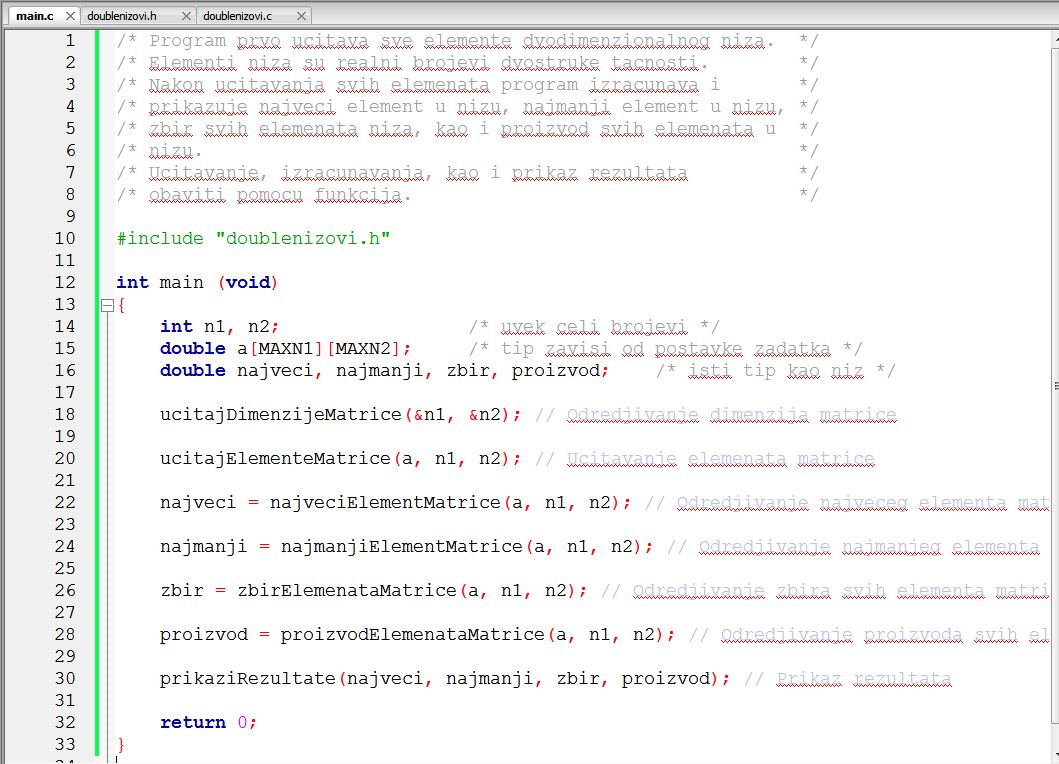 main.c doublenizovi.h doublenizovi.c
1 /* Program prvo ucitava sve elemente dvodimenzionalnog niza. */
2 /* Elementi niza su realni brojevi dvostruke tacnosti. */
3 /* Nakon ucitavanja svih elemenata program izracunava i */
4 /* prikazuje najveci element u nizu, najmanji element u nizu, */
5 /* zbir svih elemenata niza, kao i proizvod svih elemenata u */
6 /* nizu. */
7 /* Ucitavanje, izracunavanja, kao i prikaz rezultata */
8 /* obaviti pomocu funkcija. */
9
10 #include "doublenizovi.h"
11
12 int main (void)
13 {
14 int n1, n2; /* uvek celi brojevi */
15 double a[MAXN1][MAXN2]; /* tip zavisi od postavke zadatka */
16 double najveci, najmanji, zbir, proizvod; /* isti tip kao niz */
17
18 ucitajDimenzijeMatrice(&n1, &n2); // Odredjivanje dimenzija matrice
19
20 ucitajElementeMatrice(a, n1, n2); // Ucitavanje elemenata matrice
21
22 najveci = najveciElementMatrice(a, n1, n2); // Odredjivanje najveceg elementa mat
23
24 najmanji = najmanjiElementMatrice(a, n1, n2); // Odredjivanje najmanjeg elementa
25
26 zbir = zbirElemenataMatrice(a, n1, n2); // Odredjivanje zbira svih elementa matri
27
28 proizvod = proizvodElemenataMatrice(a, n1, n2); // Odredjivanje proizvoda svih el
29
30 prikaziRezultate(najveci, najmanji, zbir, proizvod); // Prikaz rezultata
31
32 return 0;
33 }